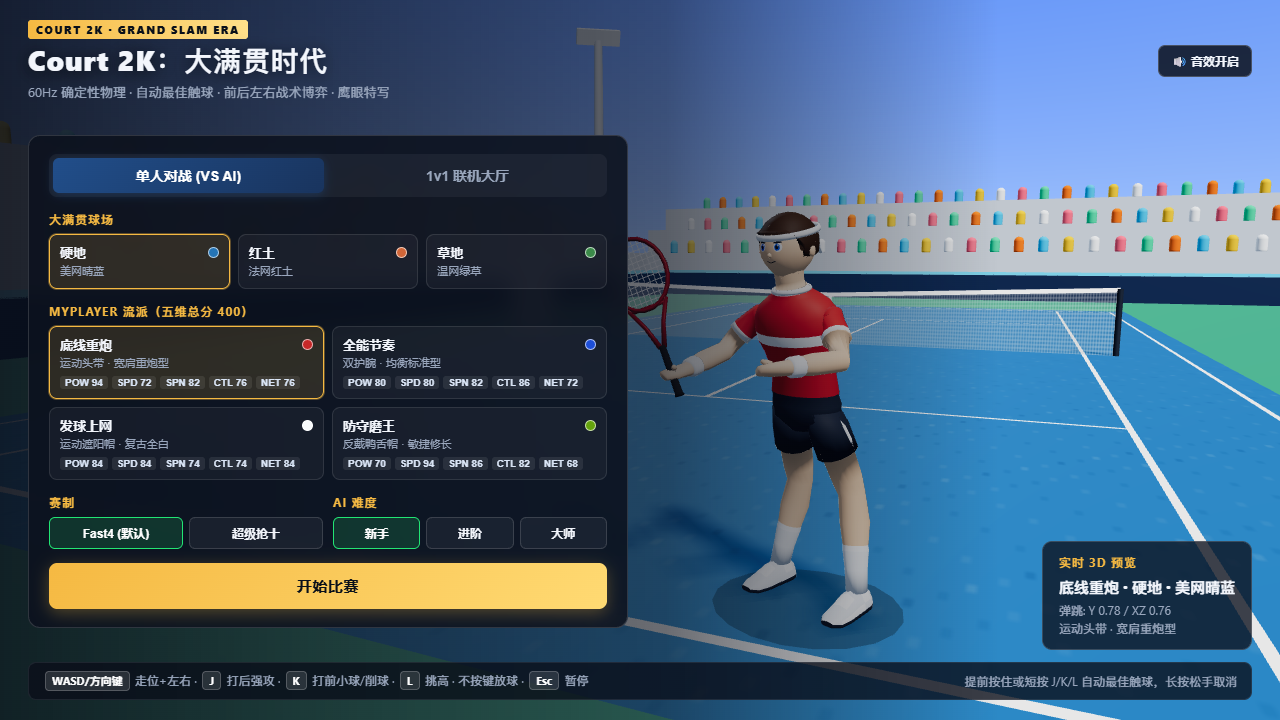 COURT 2K · GRAND SLAM ERA
Court 2K：大满贯时代
60Hz 确定性物理 · 自动最佳触球 · 前后左右战术博弈 · 鹰眼特写
音效开启
单人对战 (VS AI)
1v1 联机大厅
大满贯球场
硬地
美网晴蓝
红土
法网红土
草地
温网绿草
MYPLAYER 流派（五维总分 400）
底线重炮
运动头带 · 宽肩重炮型
POW 94 SPD 72 SPN 82 CTL 76 NET 76
全能节奏
双护腕 · 均衡标准型
POW 80 SPD 80 SPN 82 CTL 86 NET 72
发球上网
运动遮阳帽 · 复古全白
POW 84 SPD 84 SPN 74 CTL 74 NET 84
防守磨王
反戴鸭舌帽 · 敏捷修长
POW 70 SPD 94 SPN 86 CTL 82 NET 68
赛制
Fast4 (默认) 超级抢十
AI 难度
新手 进阶 大师
开始比赛
实时 3D 预览
底线重炮 · 硬地 · 美网晴蓝
弹跳: Y 0.78 / XZ 0.76
运动头带 · 宽肩重炮型
WASD/方向键 走位+左右 · J 打后强攻 · K 打前小球/削球 · L 挑高 · 不按键放球 · Esc 暂停
提前按住或短按 J/K/L 自动最佳触球，长按松手取消